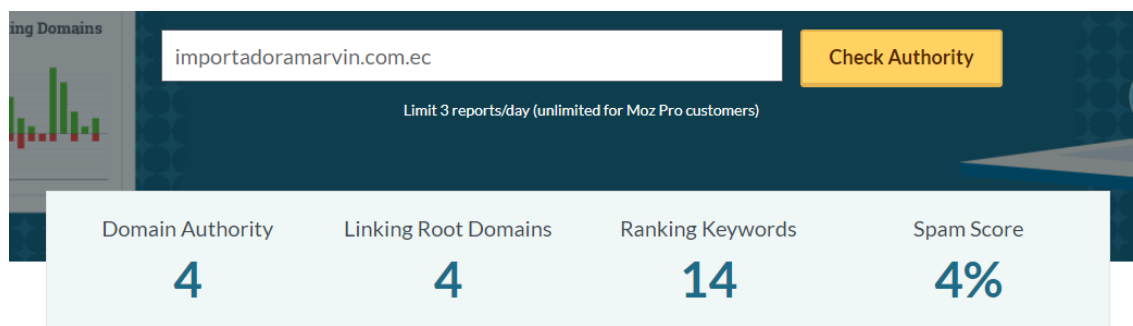 ing Domains
importadoramarvin.com.ec
Check Authority
Limit 3 reports/day (unlimited for Moz Pro customers)
Domain Authority
Linking Root Domains
Ranking Keywords
Spam Score
4
4
14
4%